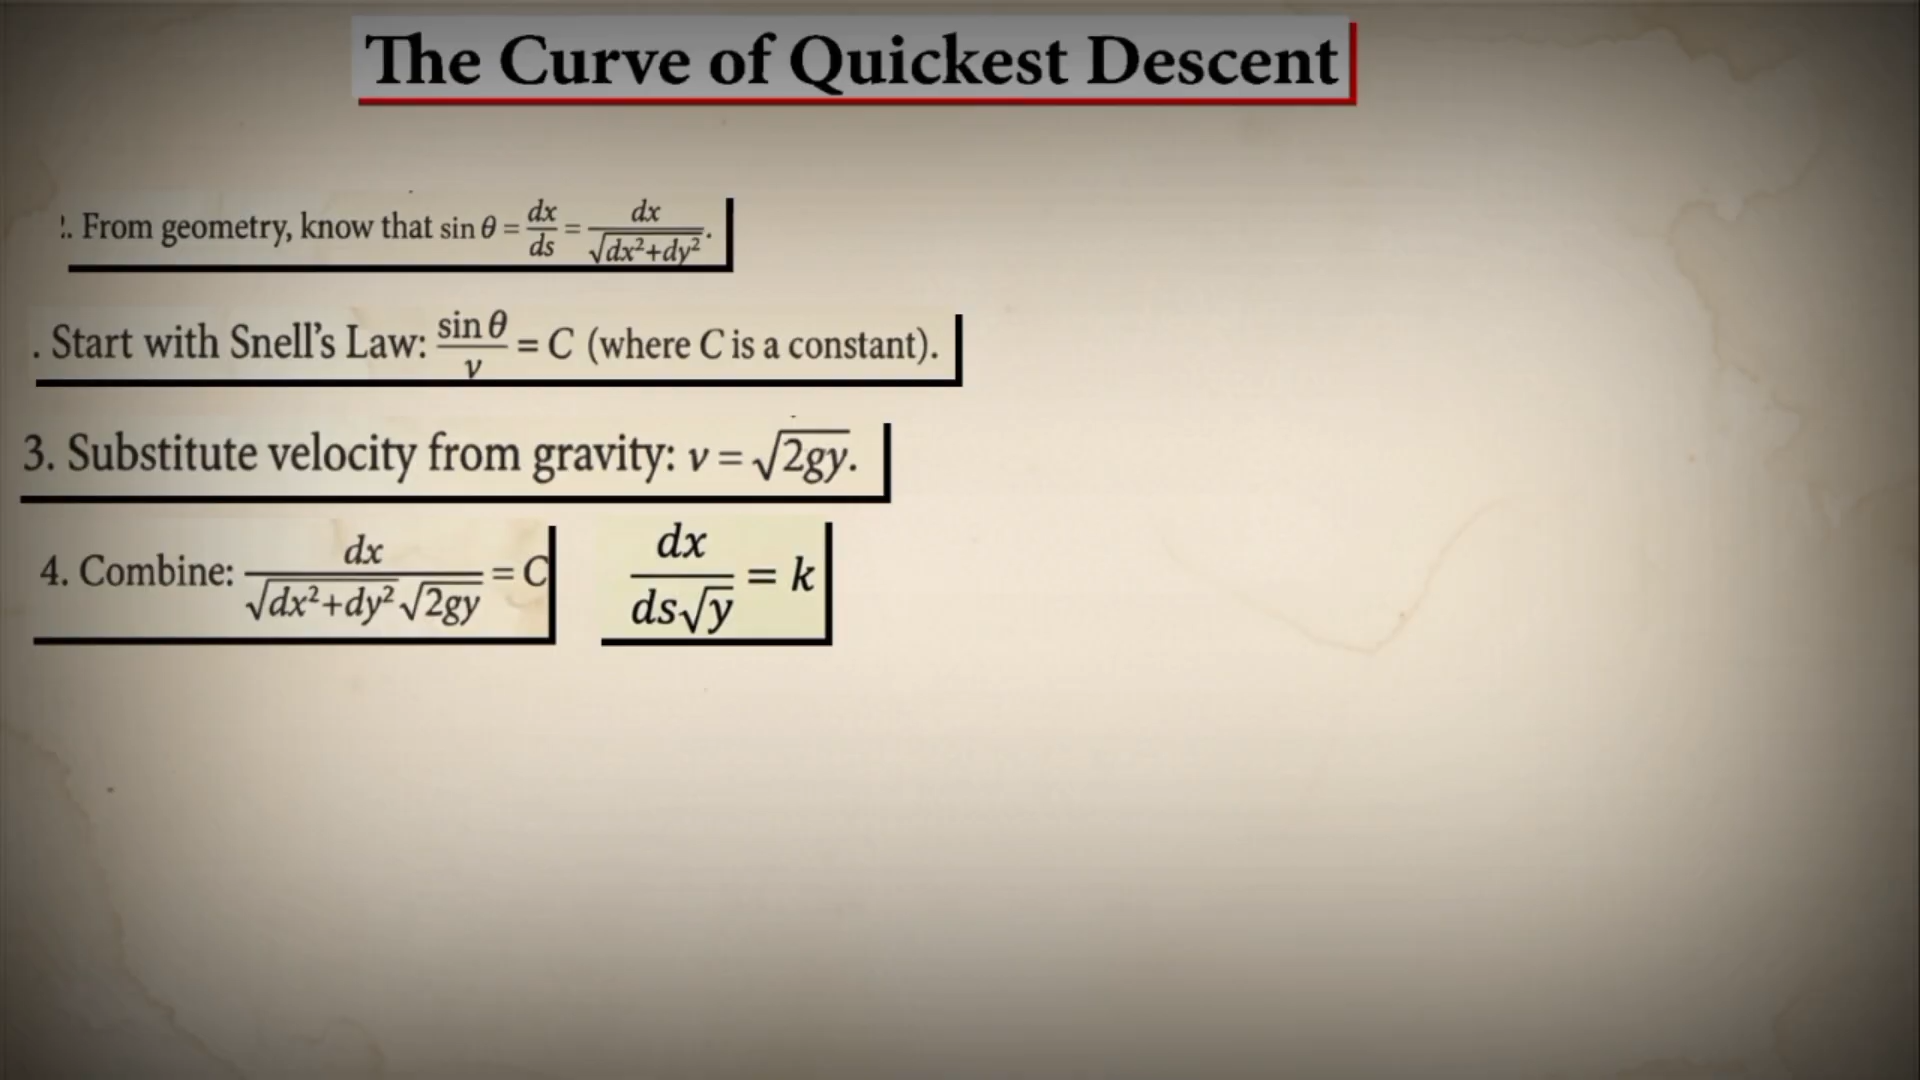 The Curve of Quickest Descent
. From geometry, know that sin θ = dx/ds = dx/√(dx²+dy²).
. Start with Snell's Law: sin θ/v = C (where C is a constant).
3. Substitute velocity from gravity: v = √(2gy).
4. Combine: dx/(√(dx²+dy²) √(2gy)) = C
dx/(ds√y) = k